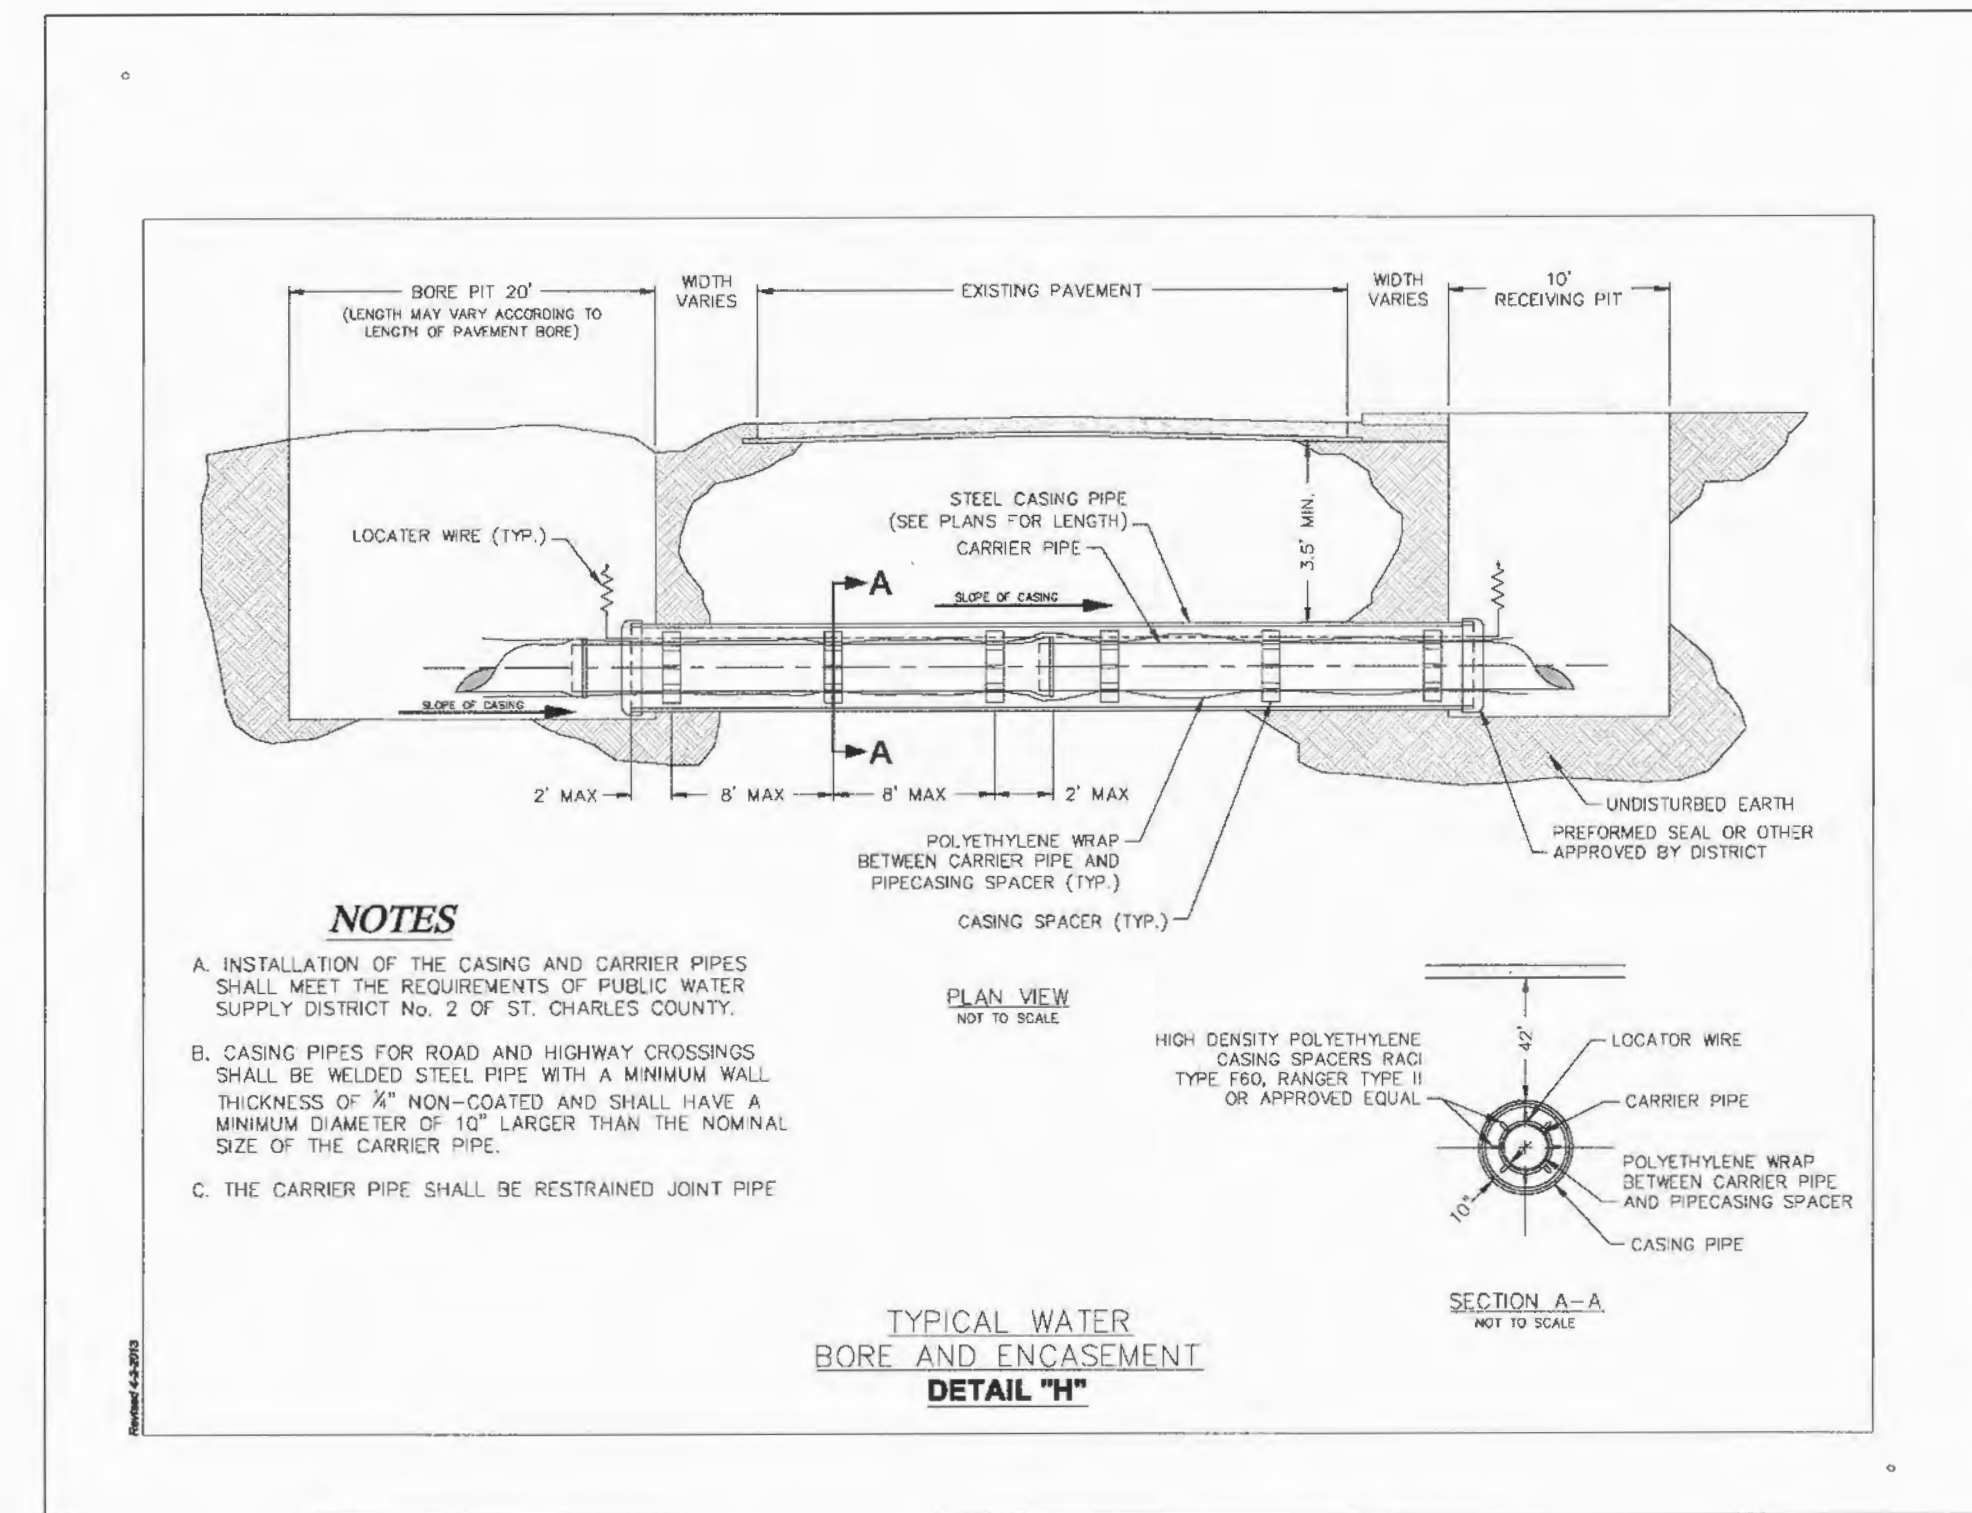 BORE PIT 20'
(LENGTH MAY VARY ACCORDING TO
LENGTH OF PAVEMENT BORE)
WIDTH
VARIES
EXISTING PAVEMENT
WIDTH
VARIES
10'
RECEIVING PIT
STEEL CASING PIPE
(SEE PLANS FOR LENGTH)
CARRIER PIPE
3.5' MIN.
LOCATER WIRE (TYP.)
A
SLOPE OF CASING
SLOPE OF CASING
A
2' MAX
8' MAX
8' MAX
2' MAX
UNDISTURBED EARTH
PREFORMED SEAL OR OTHER
APPROVED BY DISTRICT
POLYETHYLENE WRAP
BETWEEN CARRIER PIPE AND
PIPECASING SPACER (TYP.)
CASING SPACER (TYP.)
NOTES
A. INSTALLATION OF THE CASING AND CARRIER PIPES
SHALL MEET THE REQUIREMENTS OF PUBLIC WATER
SUPPLY DISTRICT No. 2 OF ST. CHARLES COUNTY.
B. CASING PIPES FOR ROAD AND HIGHWAY CROSSINGS
SHALL BE WELDED STEEL PIPE WITH A MINIMUM WALL
THICKNESS OF ¼" NON-COATED AND SHALL HAVE A
MINIMUM DIAMETER OF 10" LARGER THAN THE NOMINAL
SIZE OF THE CARRIER PIPE.
C. THE CARRIER PIPE SHALL BE RESTRAINED JOINT PIPE
PLAN VIEW
NOT TO SCALE
HIGH DENSITY POLYETHYLENE
CASING SPACERS RACI
TYPE F60, RANGER TYPE II
OR APPROVED EQUAL
42'
LOCATOR WIRE
CARRIER PIPE
POLYETHYLENE WRAP
BETWEEN CARRIER PIPE
AND PIPECASING SPACER
10"
CASING PIPE
SECTION A-A
NOT TO SCALE
TYPICAL WATER
BORE AND ENCASEMENT
DETAIL "H"
Revised 4-3-2013